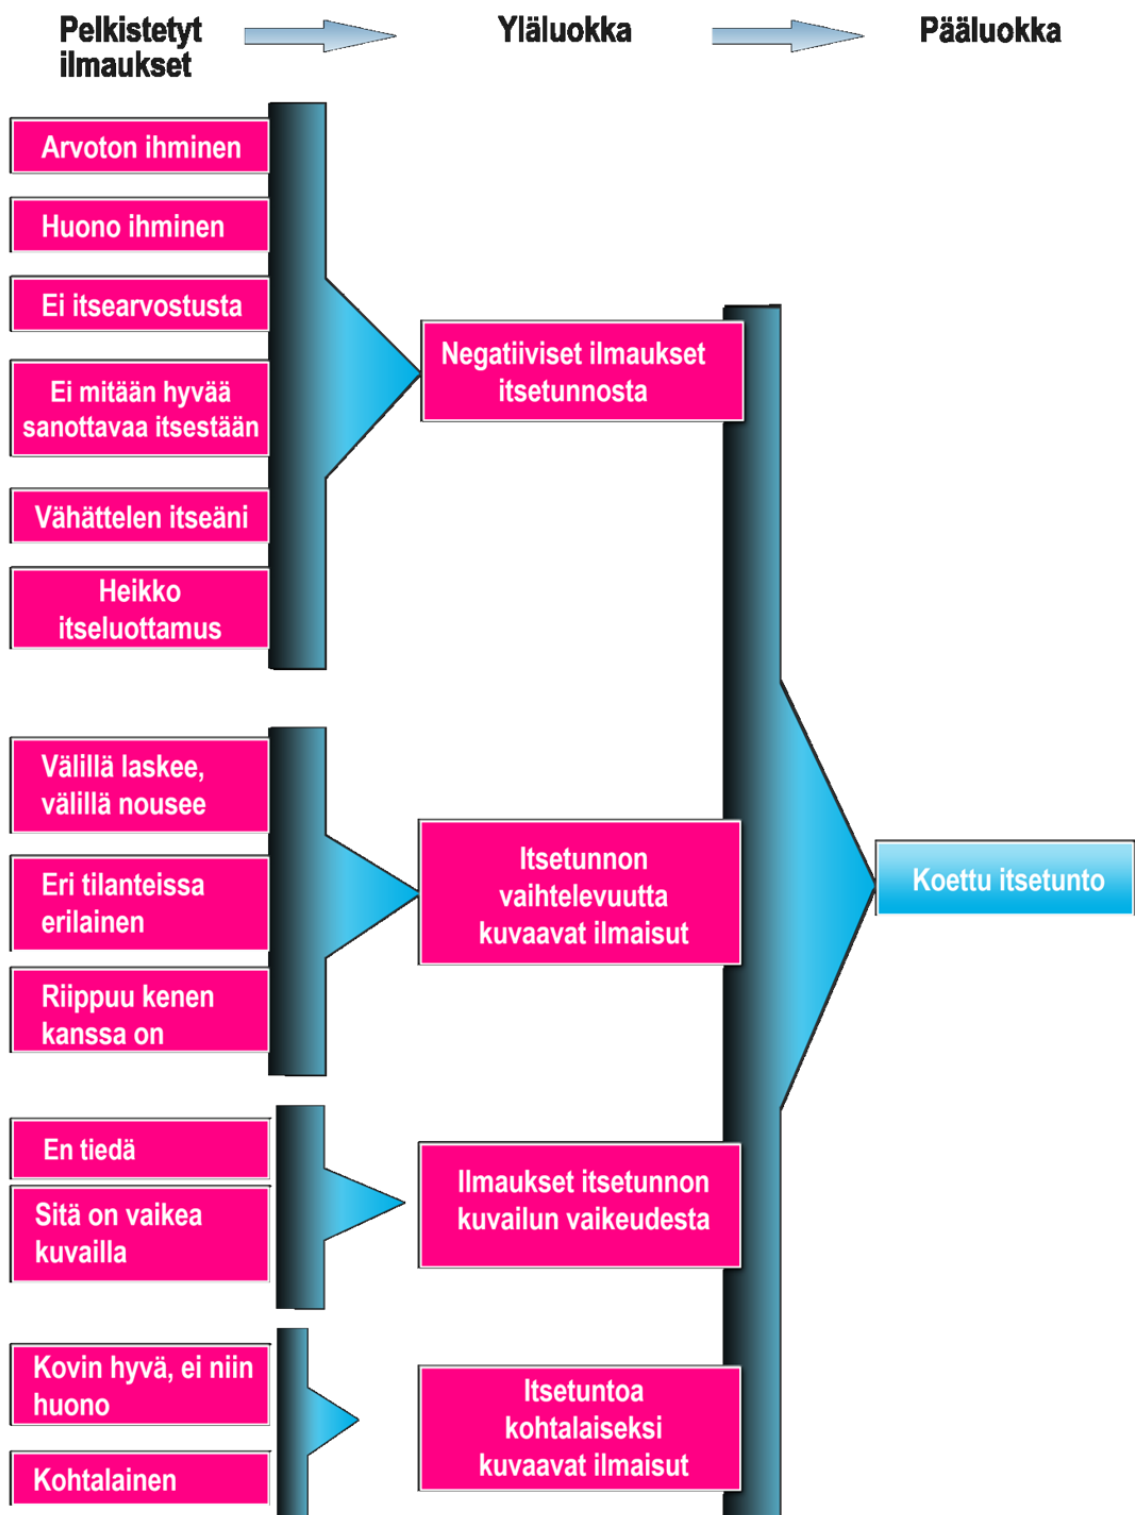 Pelkistetyt
ilmaukset
Yläluokka
Pääluokka
Arvoton ihminen
Huono ihminen
Ei itsearvostusta
Ei mitään hyvää
sanottavaa itsestään
Vähättelen itseäni
Heikko
itseluottamus
Negatiiviset ilmaukset
itsetunnosta
Välillä laskee,
välillä nousee
Eri tilanteissa
erilainen
Riippuu kenen
kanssa on
Itsetunnon
vaihtelevuutta
kuvaavat ilmaisut
Koettu itsetunto
En tiedä
Sitä on vaikea
kuvailla
Ilmaukset itsetunnon
kuvailun vaikeudesta
Kovin hyvä, ei niin
huono
Kohtalainen
Itsetuntoa
kohtalaiseksi
kuvaavat ilmaisut